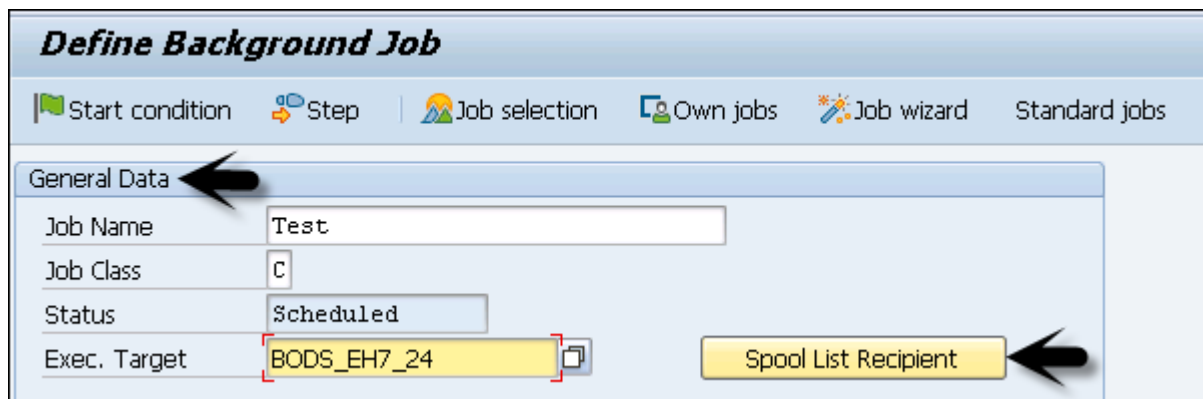 Define Background Job
Start condition Step Job selection Own jobs Job wizard Standard jobs
General Data
Job Name Test
Job Class C
Status Scheduled
Exec. Target BODS_EH7_24 Spool List Recipient